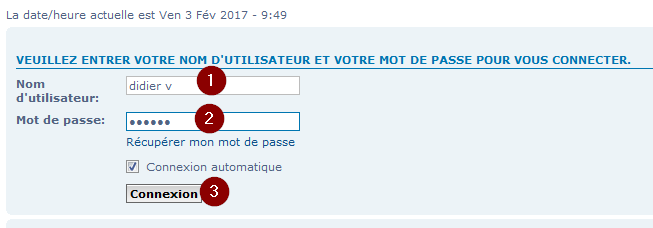 La date/heure actuelle est Ven 3 Fév 2017 - 9:49
VEUILLEZ ENTRER VOTRE NOM D'UTILISATEUR ET VOTRE MOT DE PASSE POUR VOUS CONNECTER.
Nom d'utilisateur: didier v 1
Mot de passe: •••••• 2
Récupérer mon mot de passe
Connexion automatique
Connexion 3